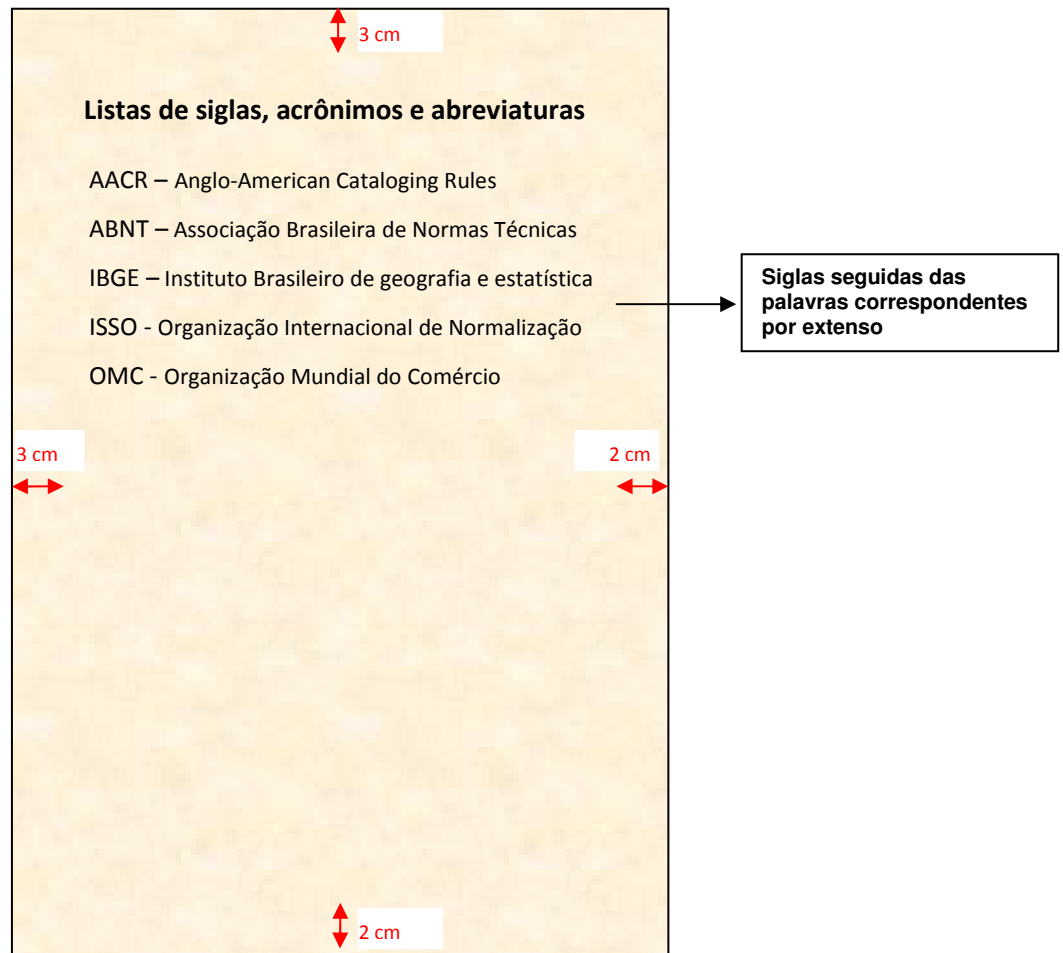 3 cm
Listas de siglas, acrônimos e abreviaturas
AACR – Anglo-American Cataloging Rules
ABNT – Associação Brasileira de Normas Técnicas
IBGE – Instituto Brasileiro de geografia e estatística
ISSO - Organização Internacional de Normalização
OMC - Organização Mundial do Comércio
Siglas seguidas das
palavras correspondentes
por extenso
3 cm
2 cm
2 cm